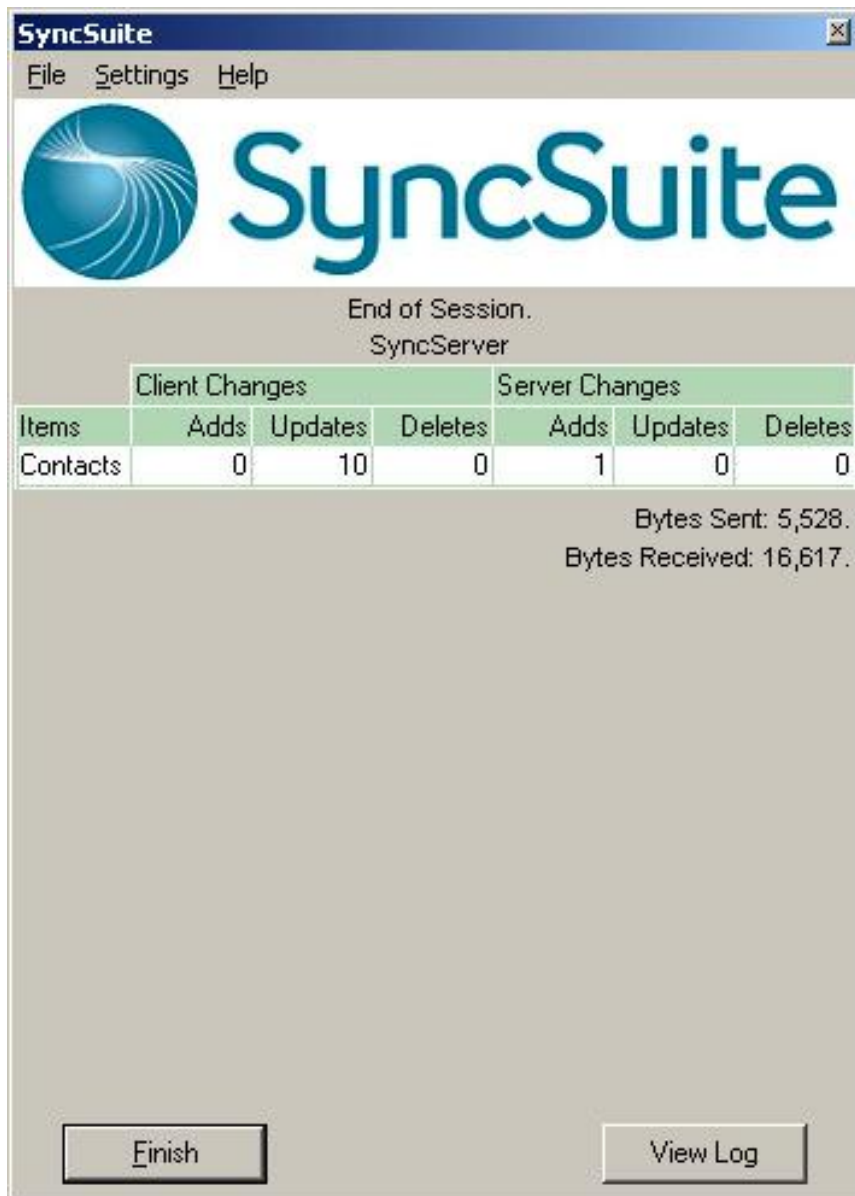 SyncSuite
File Settings Help
SyncSuite
End of Session.
SyncServer
Client Changes Server Changes
Items Adds Updates Deletes Adds Updates Deletes
Contacts 0 10 0 1 0 0
Bytes Sent: 5,528.
Bytes Received: 16,617.
Finish View Log